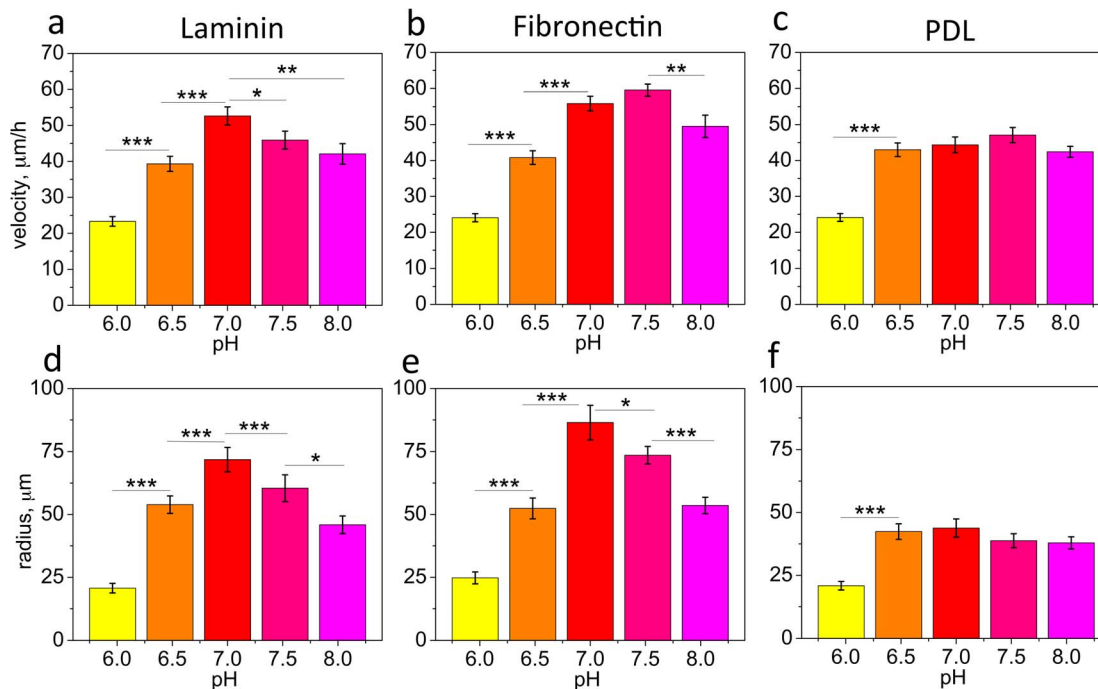 a Laminin
b Fibronectin
c PDL
velocity, μm/h
70
60
50
40
30
20
10
0
***
***
*
**
6.0 6.5 7.0 7.5 8.0
pH
70
60
50
40
30
20
10
0
***
***
**
6.0 6.5 7.0 7.5 8.0
pH
70
60
50
40
30
20
10
0
***
6.0 6.5 7.0 7.5 8.0
pH
d
radius, μm
100
75
50
25
0
***
***
***
*
6.0 6.5 7.0 7.5 8.0
pH
e
100
75
50
25
0
***
***
*
***
6.0 6.5 7.0 7.5 8.0
pH
f
100
75
50
25
0
***
6.0 6.5 7.0 7.5 8.0
pH